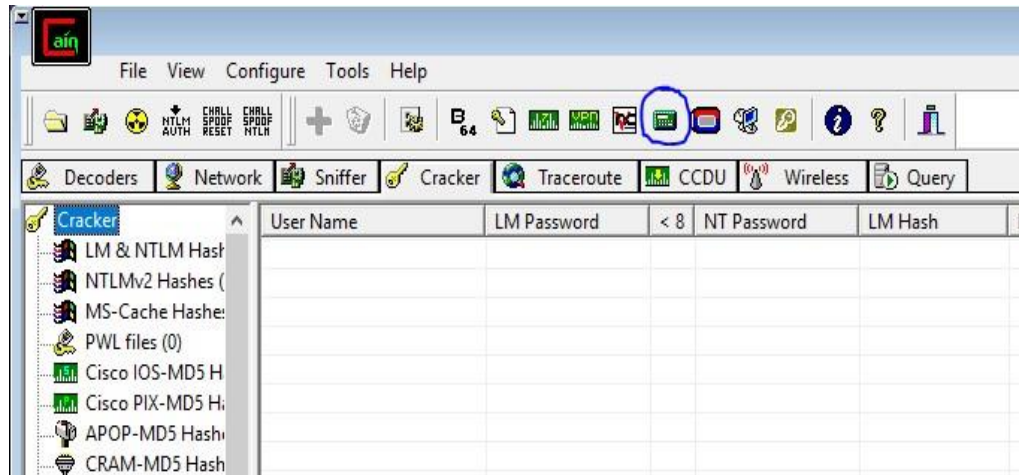 Cain
File View Configure Tools Help
NTLM AUTH CHALL SPOOF RESET CHALL SPOOF NTLM B 64 VPN
Decoders Network Sniffer Cracker Traceroute CCDU Wireless Query
Cracker User Name LM Password < 8 NT Password LM Hash
LM & NTLM Hash
NTLMv2 Hashes (
MS-Cache Hashes
PWL files (0)
Cisco IOS-MD5 H
Cisco PIX-MD5 Ha
APOP-MD5 Hash
CRAM-MD5 Hash